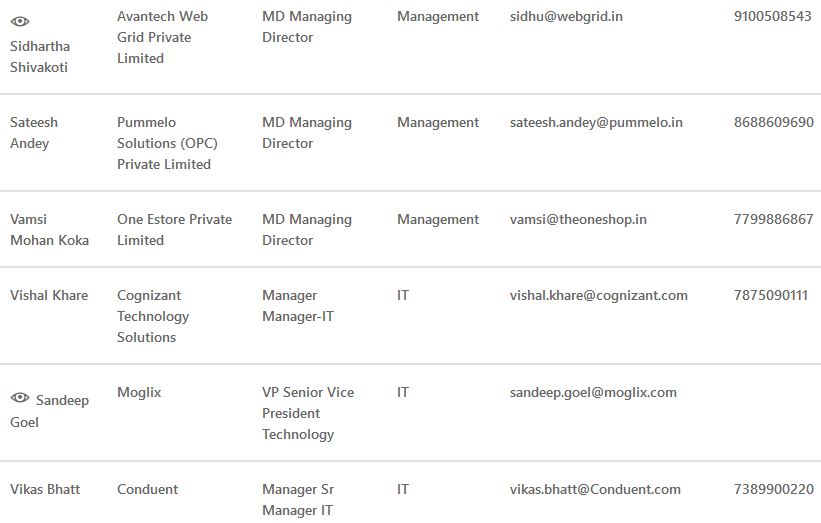 Sidhartha Shivakoti Avantech Web Grid Private Limited MD Managing Director Management sidhu@webgrid.in 9100508543
Sateesh Andey Pummelo Solutions (OPC) Private Limited MD Managing Director Management sateesh.andey@pummelo.in 8688609690
Vamsi Mohan Koka One Estore Private Limited MD Managing Director Management vamsi@theoneshop.in 7799886867
Vishal Khare Cognizant Technology Solutions Manager Manager-IT IT vishal.khare@cognizant.com 7875090111
Sandeep Goel Moglix VP Senior Vice President Technology IT sandeep.goel@moglix.com
Vikas Bhatt Conduent Manager Sr Manager IT IT vikas.bhatt@Conduent.com 7389900220